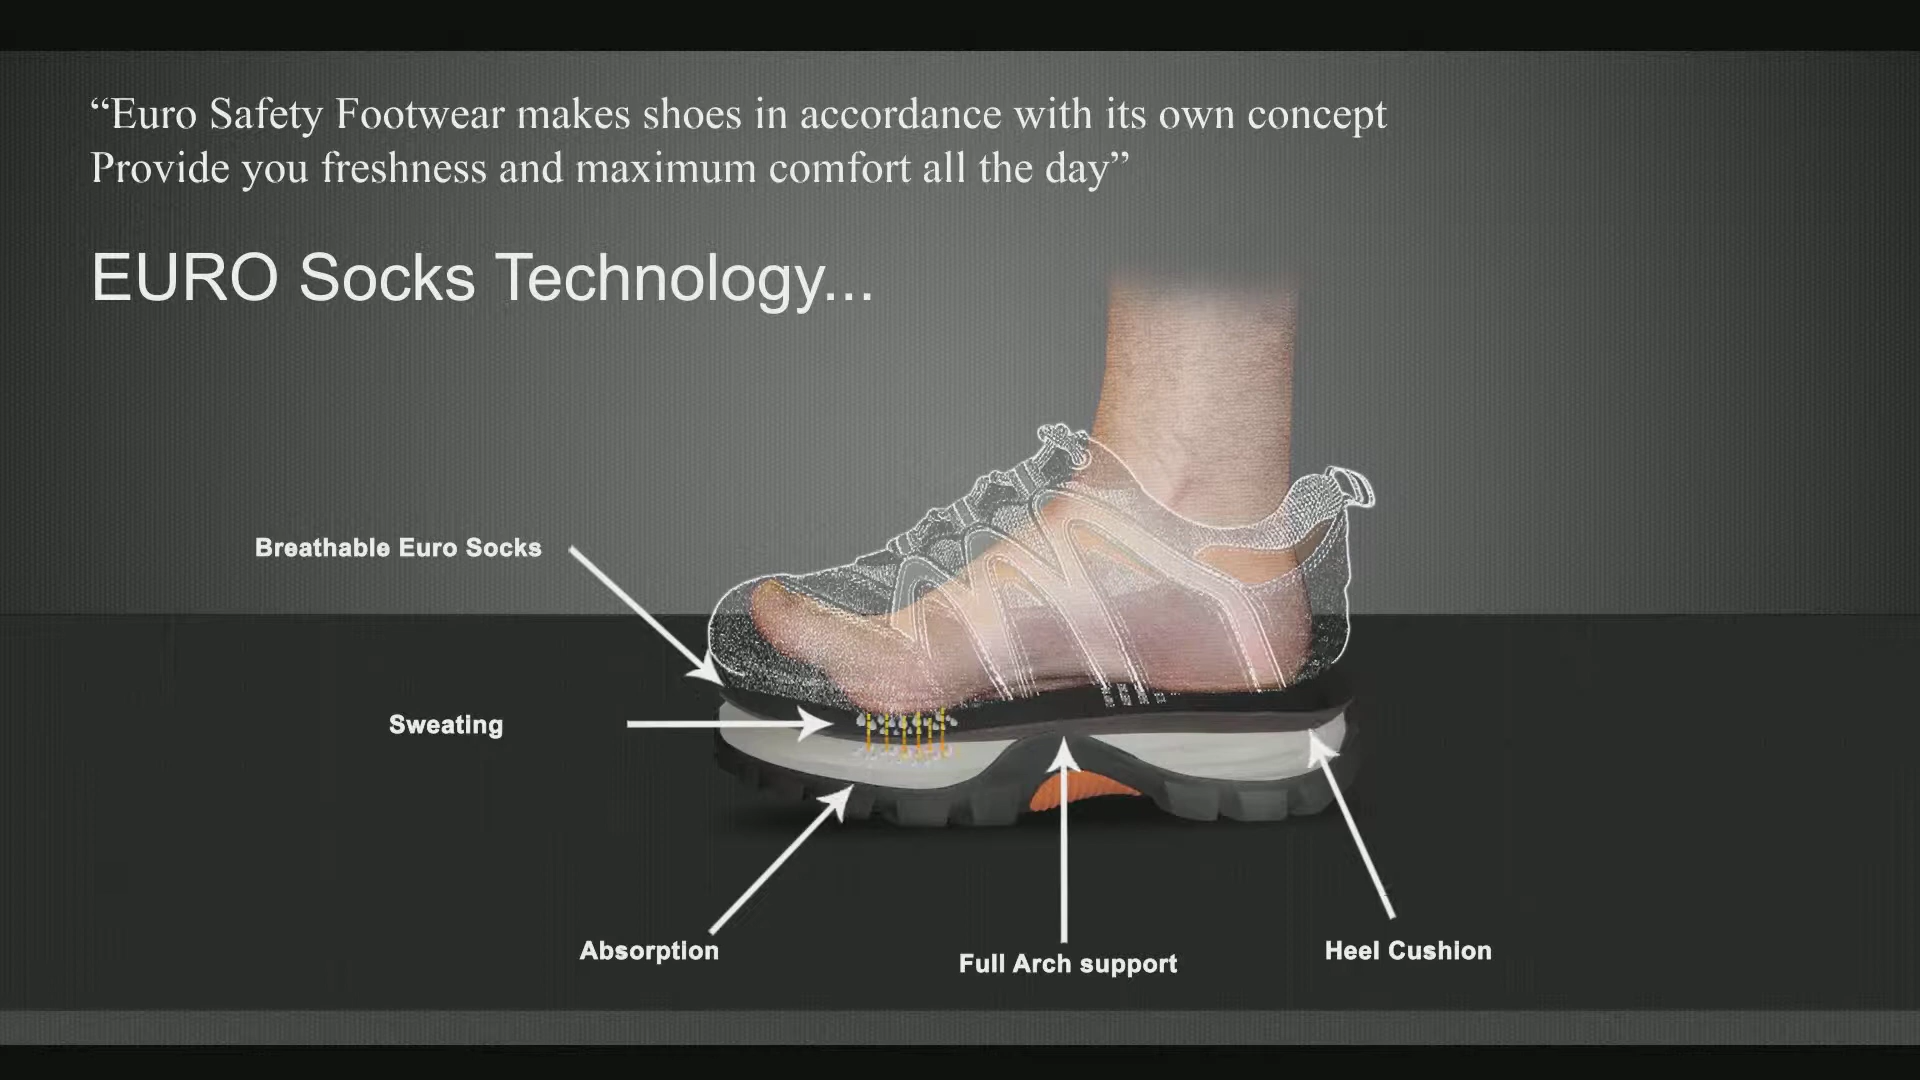 “Euro Safety Footwear makes shoes in accordance with its own concept
Provide you freshness and maximum comfort all the day”
EURO Socks Technology...
Breathable Euro Socks
Sweating
Absorption
Full Arch support
Heel Cushion